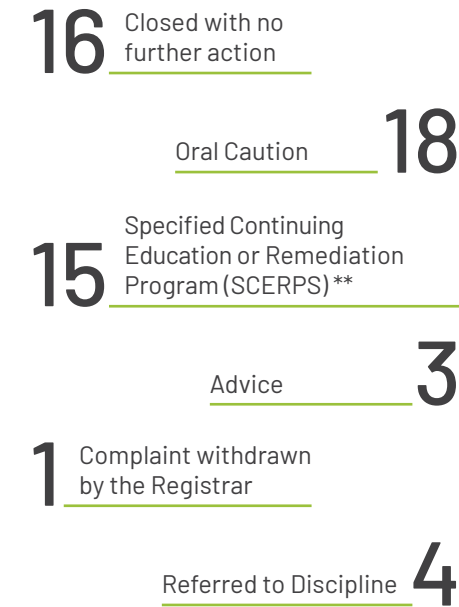 16 Closed with no
further action
Oral Caution 18
Specified Continuing
Education or Remediation
15 Program (SCERPS) **
Advice 3
1 Complaint withdrawn
by the Registrar
Referred to Discipline 4